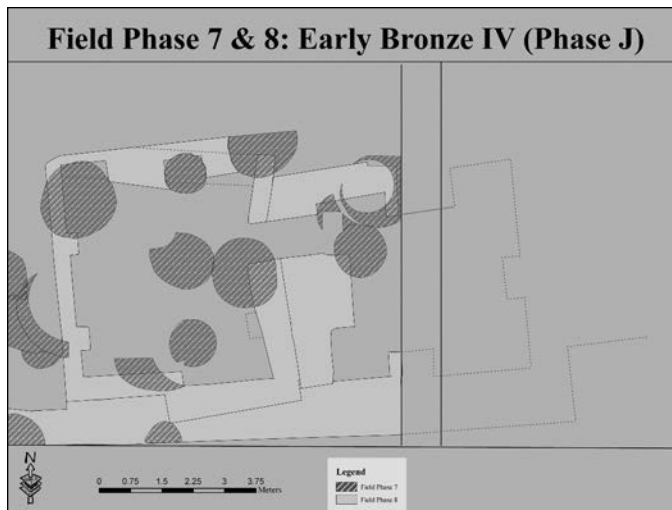 Field Phase 7 & 8: Early Bronze IV (Phase J)
N
0 0.75 1.5 2.25 3 3.75
Meters
Legend
Field Phase 7
Field Phase 8